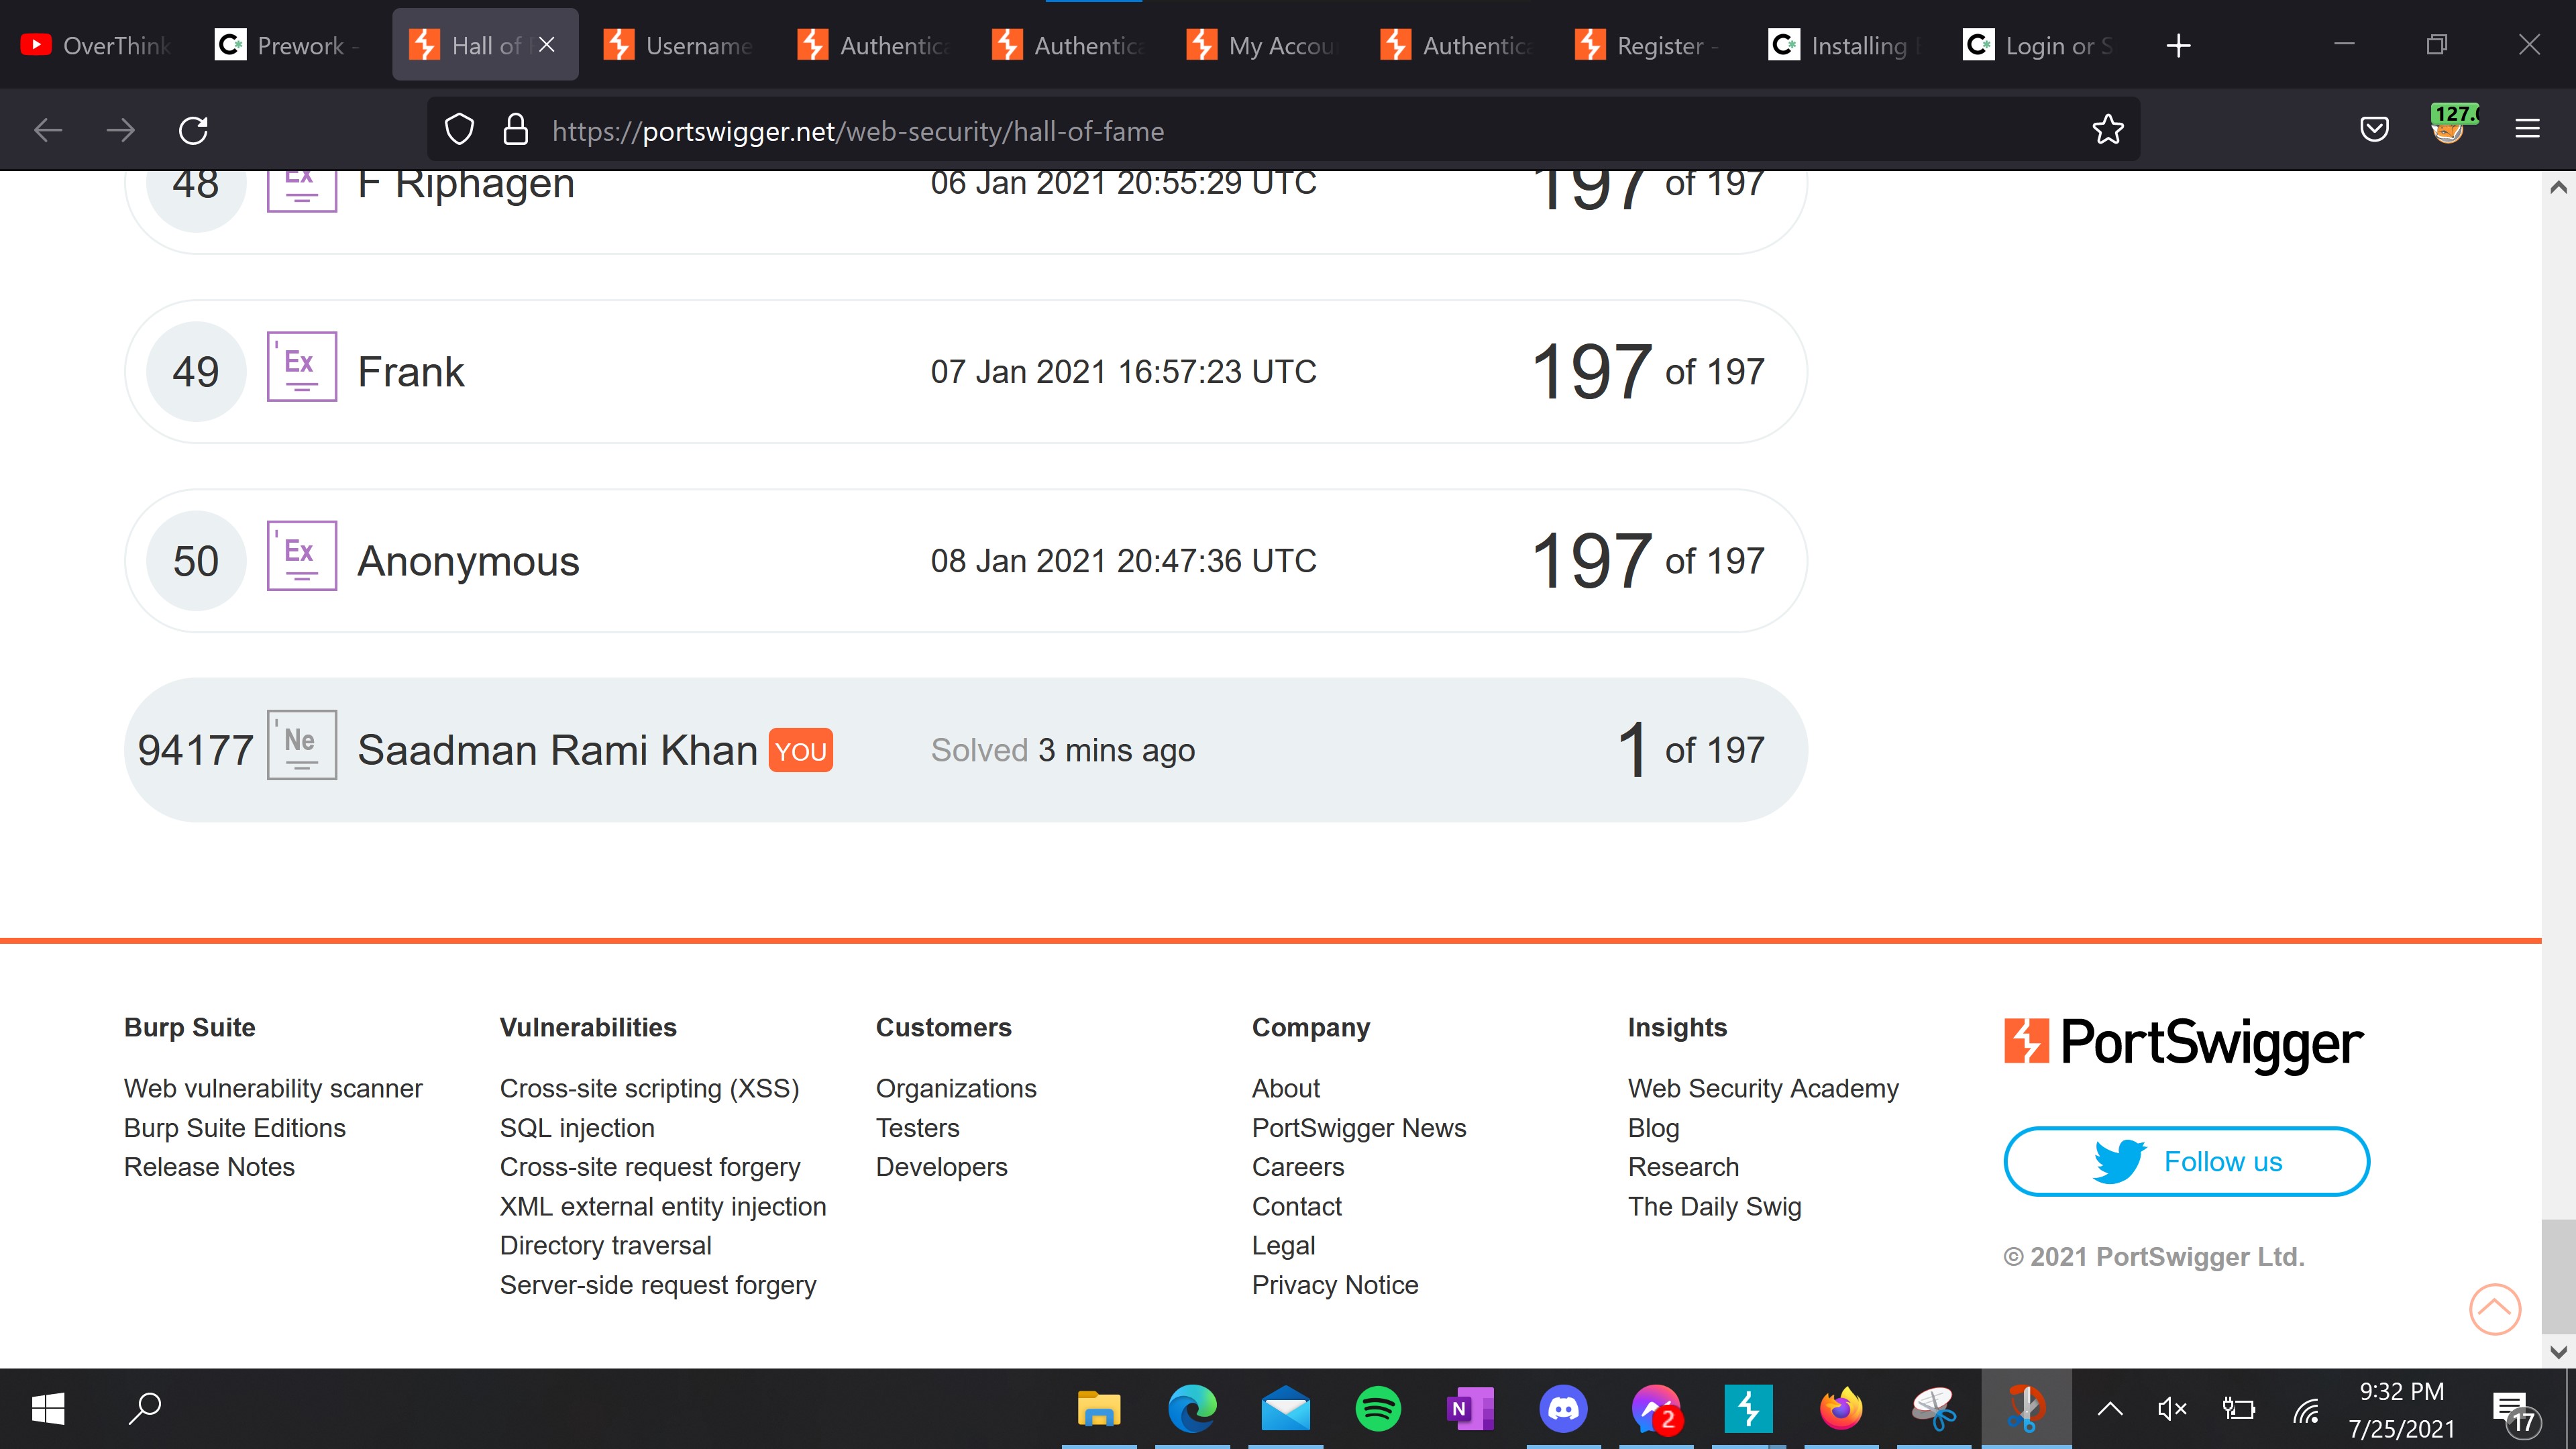 OverThink
Prework -
Hall of
Username
Authentica
Authentica
My Accou
Authentica
Register -
Installing
Login or S
https://portswigger.net/web-security/hall-of-fame
127.
48 Ex F Riphagen 06 Jan 2021 20:55:29 UTC 197 of 197
49 Ex Frank 07 Jan 2021 16:57:23 UTC 197 of 197
50 Ex Anonymous 08 Jan 2021 20:47:36 UTC 197 of 197
94177 Ne Saadman Rami Khan YOU Solved 3 mins ago 1 of 197
Burp Suite
Web vulnerability scanner
Burp Suite Editions
Release Notes
Vulnerabilities
Cross-site scripting (XSS)
SQL injection
Cross-site request forgery
XML external entity injection
Directory traversal
Server-side request forgery
Customers
Organizations
Testers
Developers
Company
About
PortSwigger News
Careers
Contact
Legal
Privacy Notice
Insights
Web Security Academy
Blog
Research
The Daily Swig
PortSwigger
Follow us
© 2021 PortSwigger Ltd.
N
2
9:32 PM
7/25/2021
17